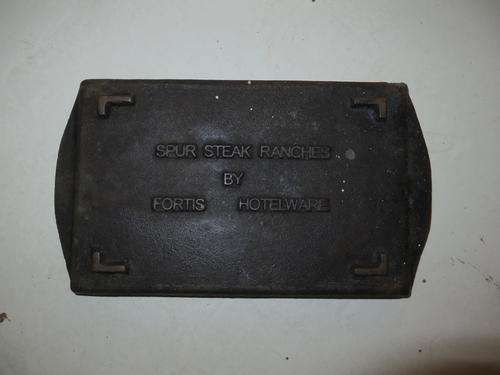 SPUR STEAK RANCHES
BY
FORTIS HOTELWARE